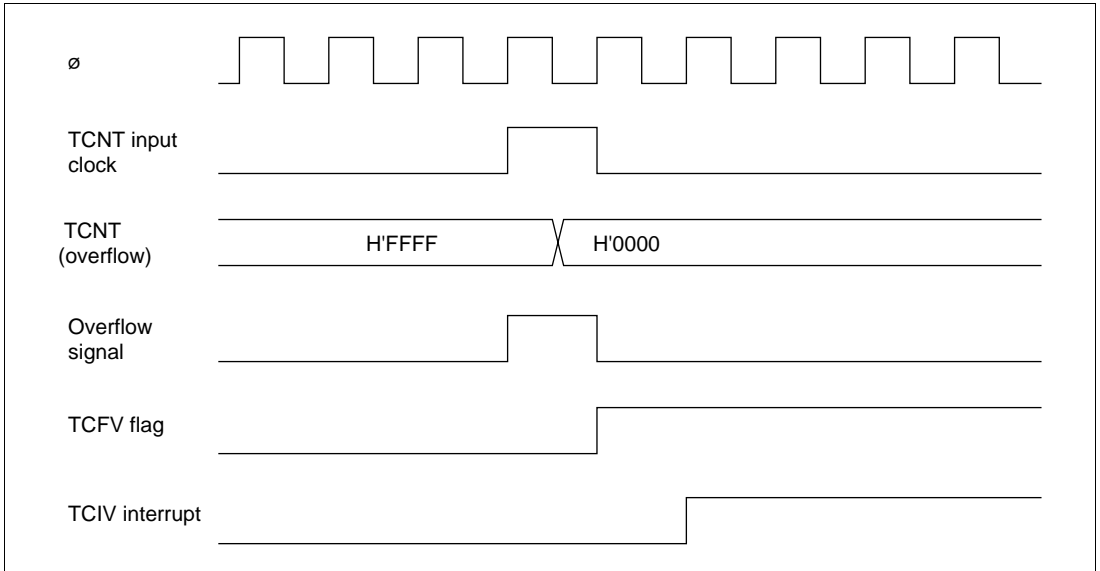 ø
TCNT input
clock
TCNT
(overflow)
H'FFFF
H'0000
Overflow
signal
TCFV flag
TCIV interrupt